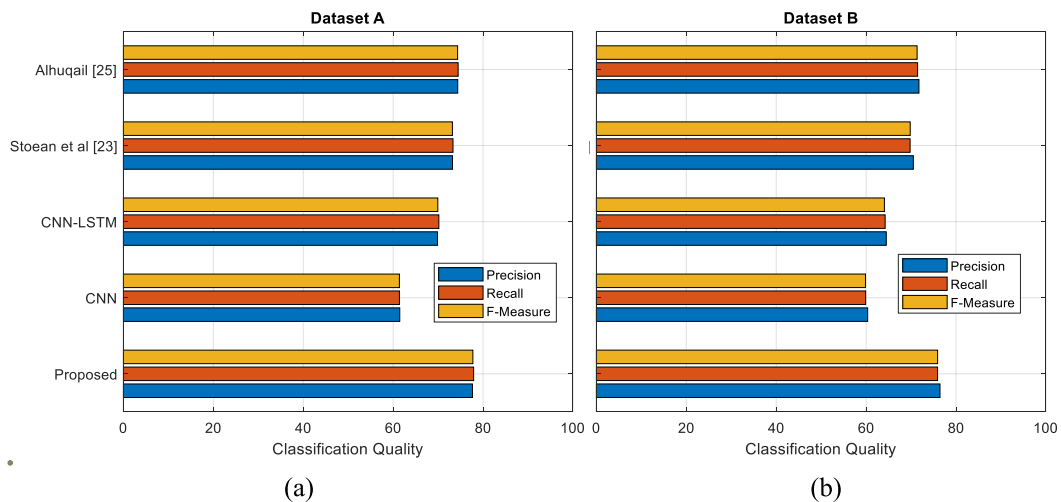 Dataset A
Alhuqail [25]
Stoean et al [23]
CNN-LSTM
CNN
Proposed
Precision
Recall
F-Measure
0 20 40 60 80 100
Classification Quality
(a)
Dataset B
Precision
Recall
F-Measure
0 20 40 60 80 100
Classification Quality
(b)